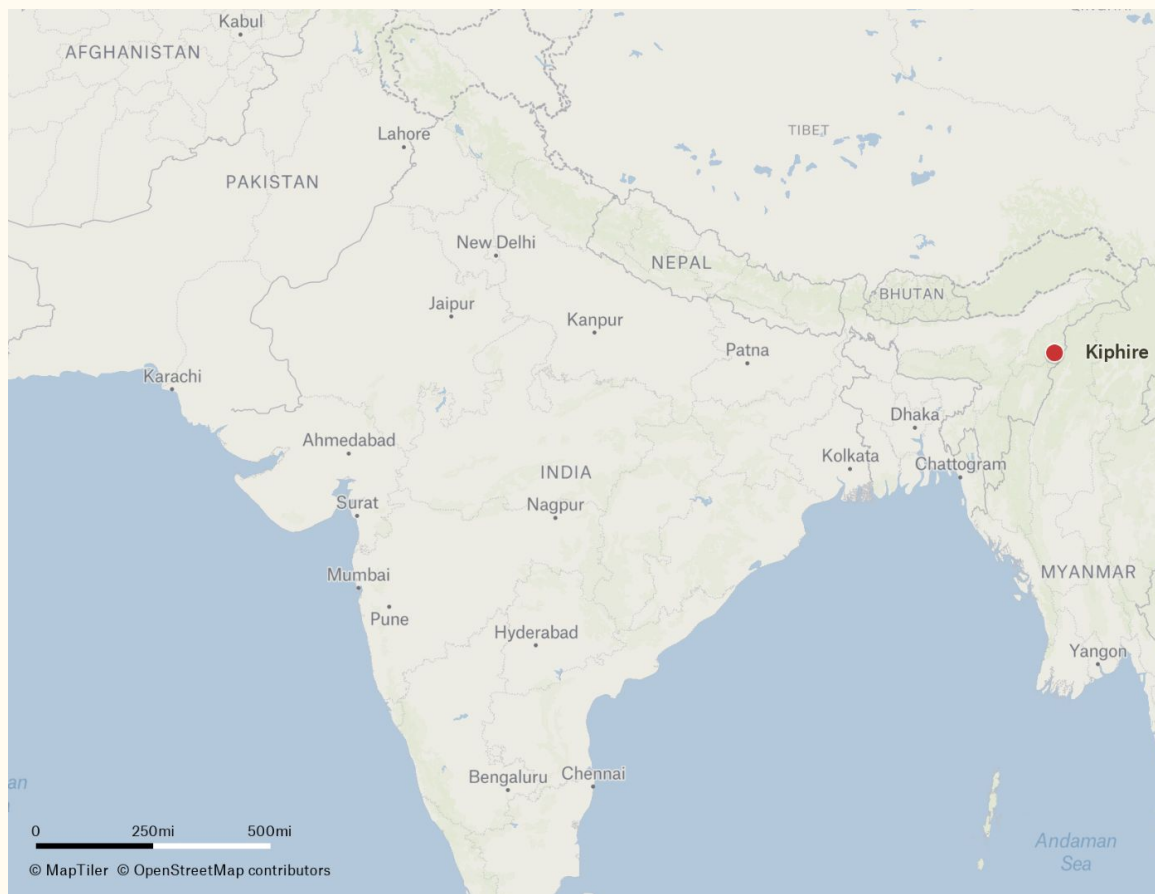 Kabul
AFGHANISTAN
TIBET
Lahore
PAKISTAN
New Delhi
NEPAL
BHUTAN
Jaipur
Kanpur
Patna
Kiphire
Karachi
Dhaka
Ahmedabad
Kolkata
Chattogram
INDIA
Surat
Nagpur
Mumbai
MYANMAR
Pune
Hyderabad
Yangon
Bengaluru
Chennai
an
0 250mi 500mi
Andaman
Sea
© MapTiler © OpenStreetMap contributors